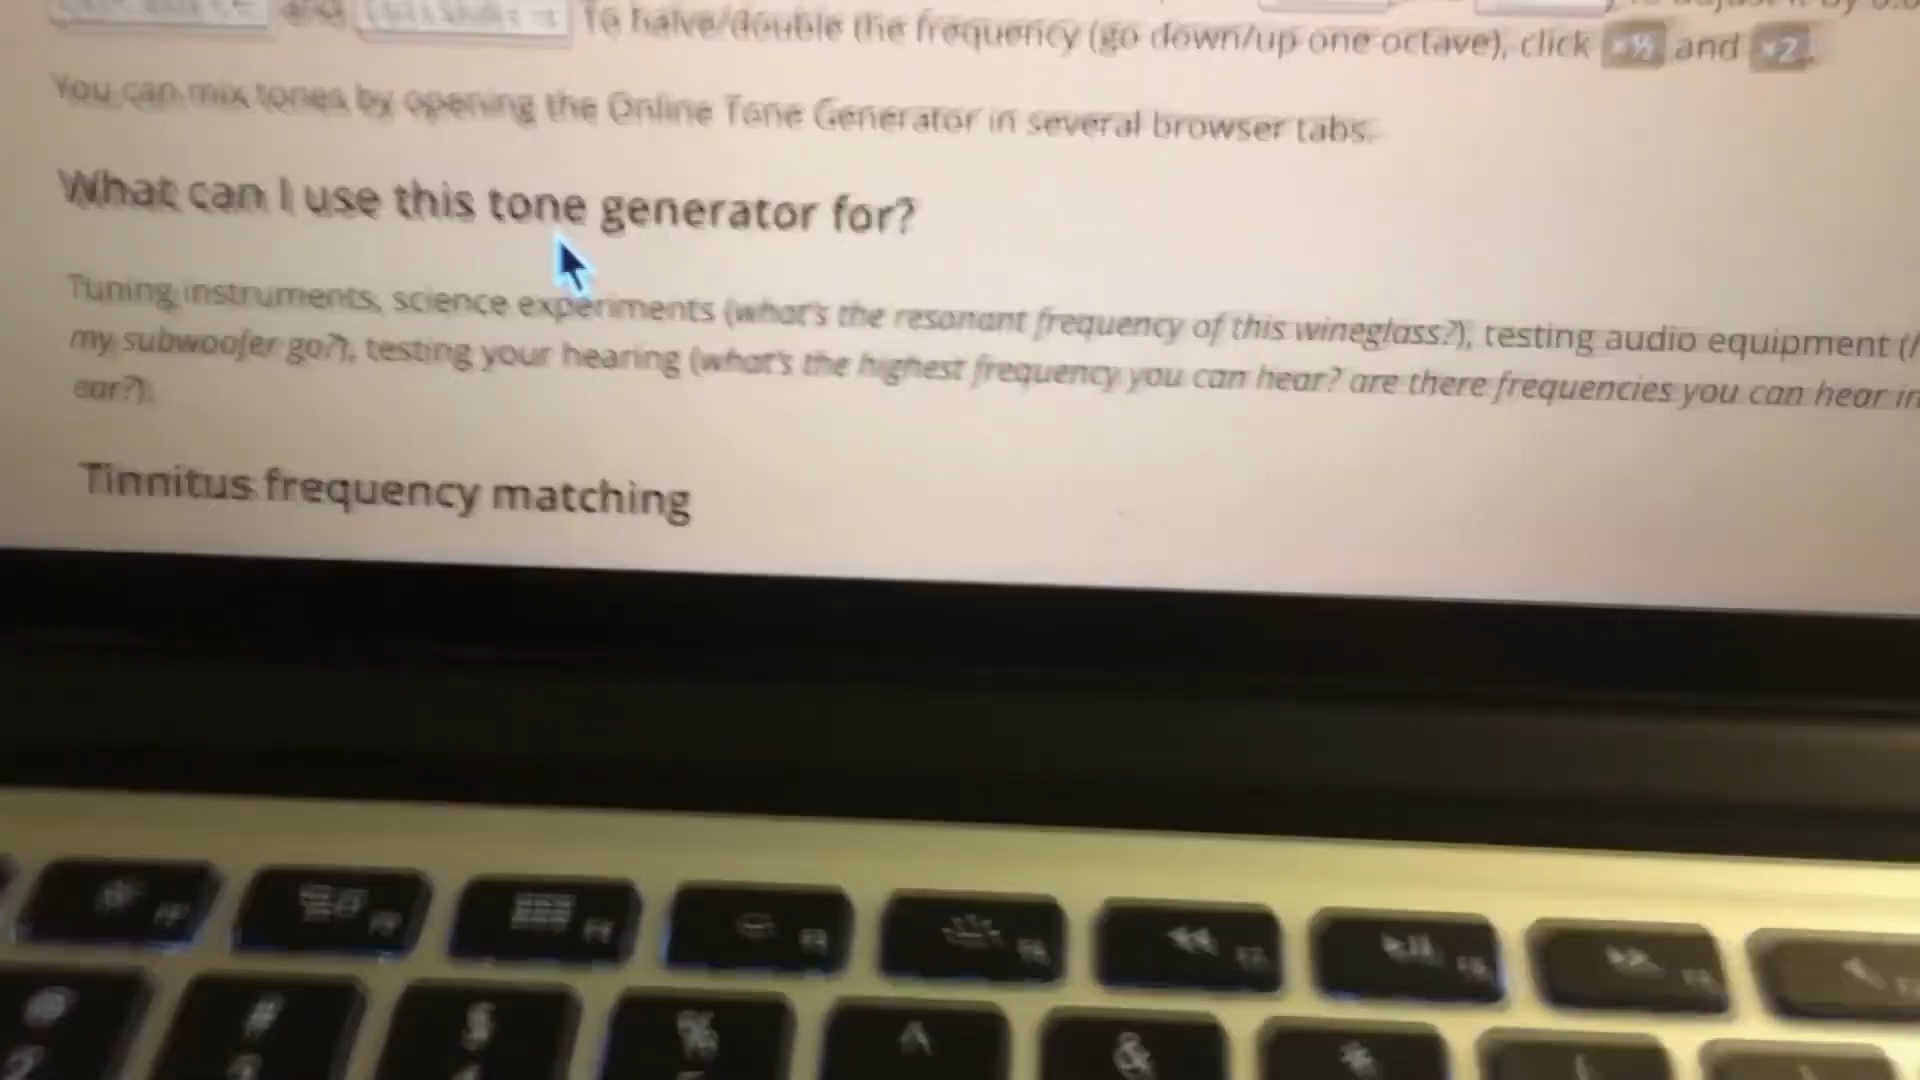 To halve/double the frequency (go down/up one octave), click ×½ and ×2.
You can mix tones by opening the Online Tone Generator in several browser tabs.
What can I use this tone generator for?
Tuning instruments, science experiments (what's the resonant frequency of this wineglass?), testing audio equipment (
my subwoofer go?), testing your hearing (what's the highest frequency you can hear? are there frequencies you can hear in
ear?).
Tinnitus frequency matching
@ # $ % ^ & * (